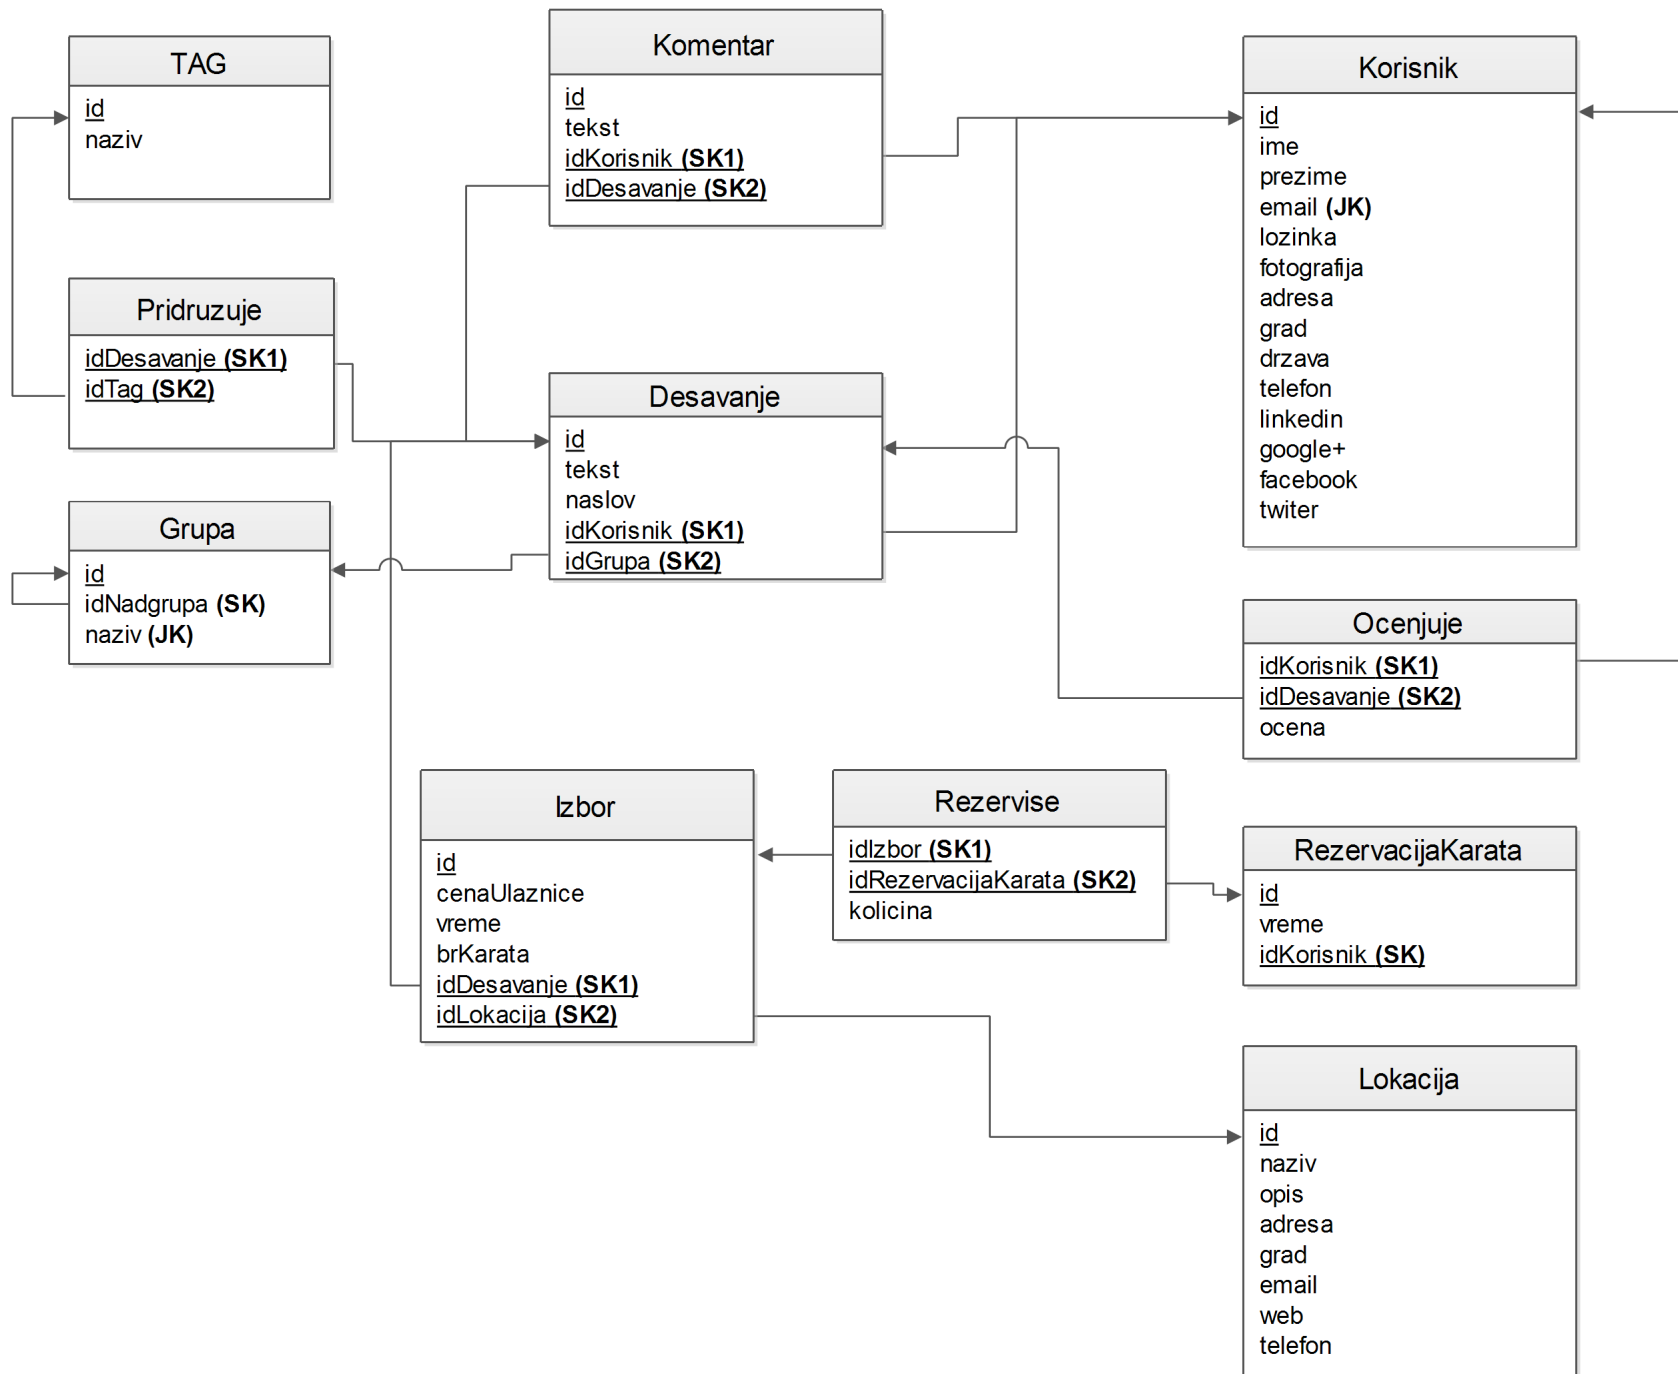 TAG
id
naziv
Komentar
id
tekst
idKorisnik (SK1)
idDesavanje (SK2)
Korisnik
id
ime
prezime
email (JK)
lozinka
fotografija
adresa
grad
drzava
telefon
linkedin
google+
facebook
twiter
Pridruzuje
idDesavanje (SK1)
idTag (SK2)
Desavanje
id
tekst
naslov
idKorisnik (SK1)
idGrupa (SK2)
Grupa
id
idNadgrupa (SK)
naziv (JK)
Ocenjuje
idKorisnik (SK1)
idDesavanje (SK2)
ocena
Izbor
id
cenaUlaznice
vreme
brKarata
idDesavanje (SK1)
idLokacija (SK2)
Rezervise
idIzbor (SK1)
idRezervacijaKarata (SK2)
kolicina
RezervacijaKarata
id
vreme
idKorisnik (SK)
Lokacija
id
naziv
opis
adresa
grad
email
web
telefon